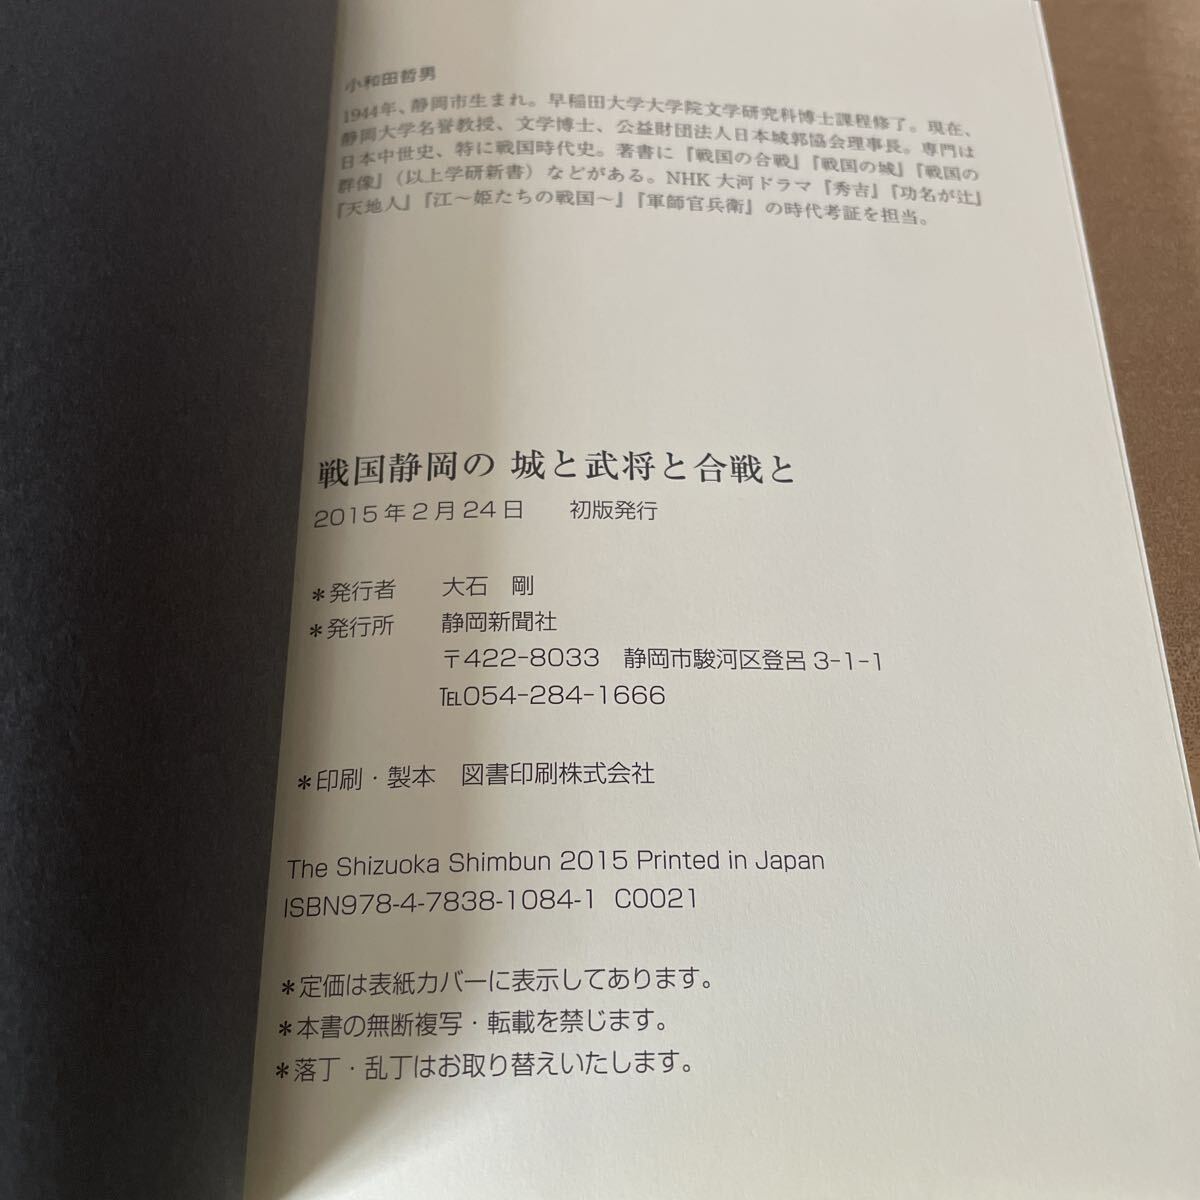 小和田哲男
1944年、静岡市生まれ。早稲田大学大学院文学研究科博士課程修了。現在、
静岡大学名誉教授、文学博士、公益財団法人日本城郭協会理事長。専門は
日本中世史、特に戦国時代史。著書に『戦国の合戦』『戦国の城』『戦国の
群像』（以上学研新書）などがある。NHK大河ドラマ『秀吉』『功名が辻』
『天地人』『江〜姫たちの戦国〜』『軍師官兵衛』の時代考証を担当。
戦国静岡の 城と武将と合戦と
2015年2月24日　初版発行
＊発行者　大石　剛
＊発行所　静岡新聞社
〒422-8033　静岡市駿河区登呂3-1-1
℡054-284-1666
＊印刷・製本　図書印刷株式会社
The Shizuoka Shimbun 2015 Printed in Japan
ISBN978-4-7838-1084-1 C0021
＊定価は表紙カバーに表示してあります。
＊本書の無断複写・転載を禁じます。
＊落丁・乱丁はお取り替えいたします。